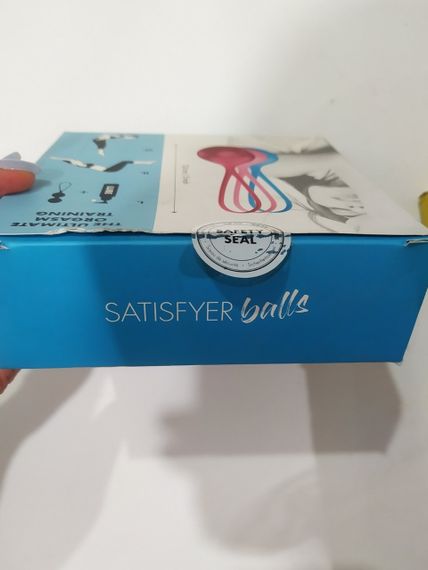 THE ULTIMATE
ORGASM
TRAINING
SAFETY
SEAL
SATISFYER balls